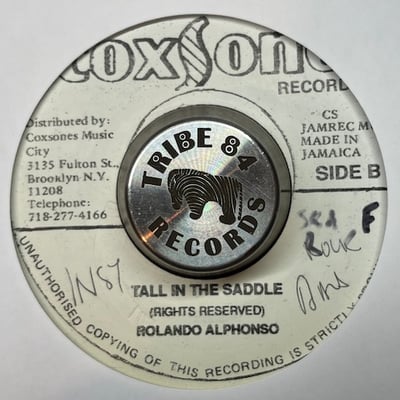 coxsone
RECORD
Distributed by:
Coxsones Music
City
3135 Fulton St.,
Brooklyn N.Y.
11208
Telephone:
718-277-4166
CS
JAMREC M
MADE IN
JAMAICA
SIDE B
TRIBE 84
RECORDS
SKA F
ROCK
INST
TALL IN THE SADDLE
(RIGHTS RESERVED)
ROLANDO ALPHONSO
UNAUTHORISED COPYING OF THIS RECORDING IS STRICTLY